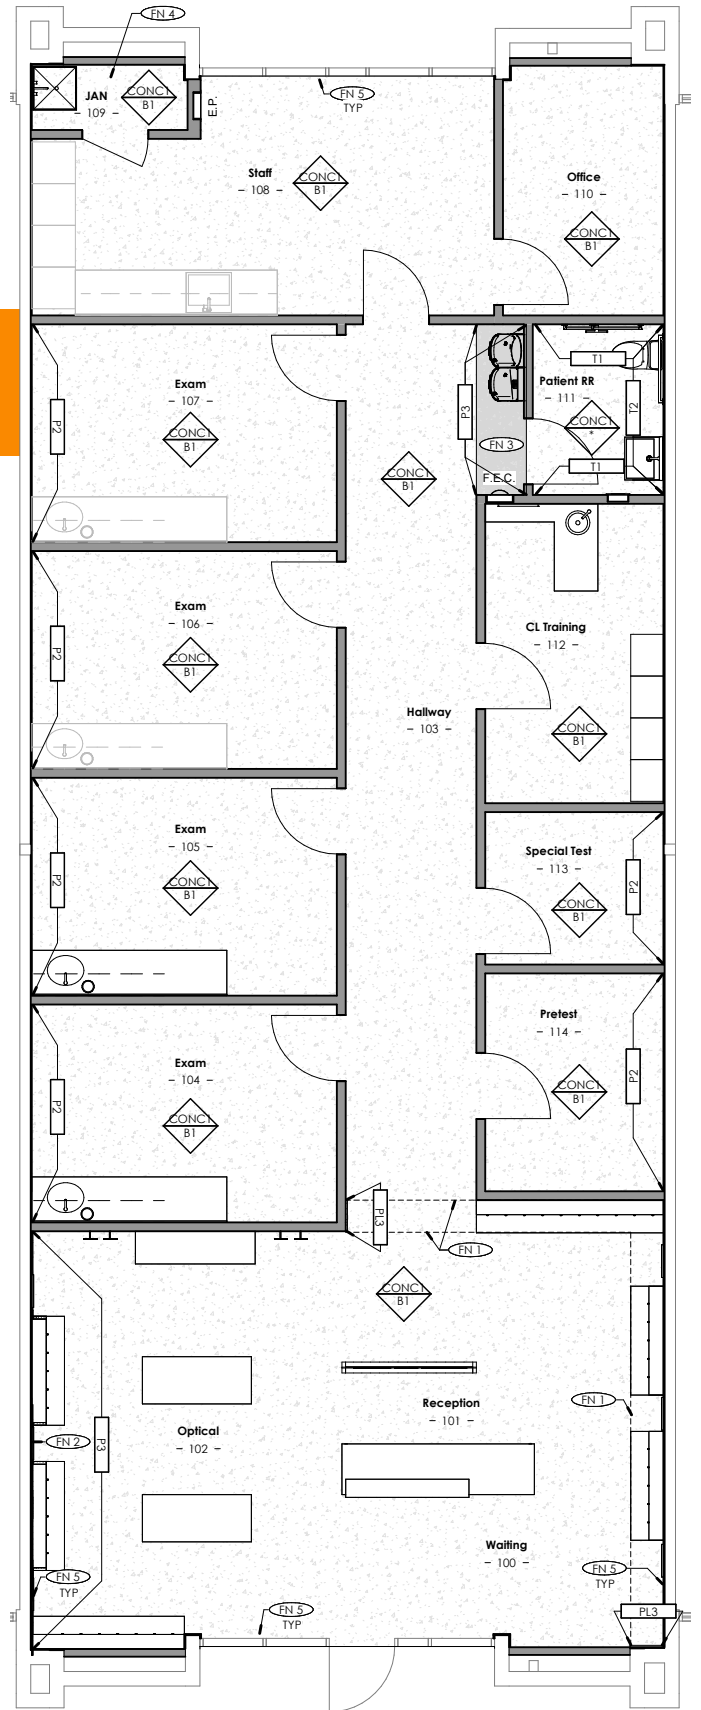 FN 4
JAN
- 109 -
CONC1
B1
E.P.
FN 5
TYP
Staff
- 108 -
CONC1
B1
Office
- 110 -
CONC1
B1
Exam
- 107 -
CONC1
B1
P2
P3
FN 3
F.E.C.
T1
Patient RR
- 111 -
T2
CONC1
*
T1
CONC1
B1
Exam
- 106 -
CONC1
B1
P2
CL Training
- 112 -
CONC1
B1
Hallway
- 103 -
Exam
- 105 -
CONC1
B1
P2
Special Test
- 113 -
CONC1
B1
P2
Pretest
- 114 -
CONC1
B1
P2
Exam
- 104 -
CONC1
B1
P2
PL3
FN 1
CONC1
B1
FN 1
Reception
- 101 -
Optical
- 102 -
FN 2
P3
Waiting
- 100 -
FN 5
TYP
FN 5
TYP
FN 5
TYP
PL3